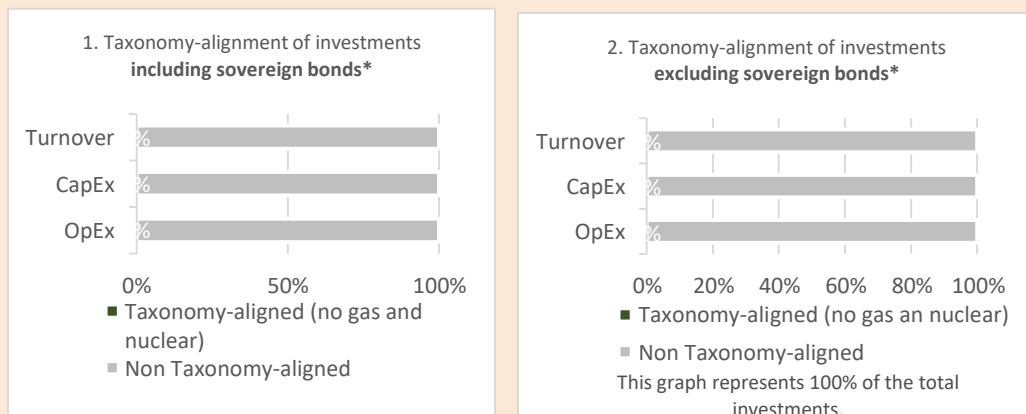 1. Taxonomy-alignment of investments
including sovereign bonds*
Turnover
%
CapEx
%
OpEx
%
0% 50% 100%
Taxonomy-aligned (no gas and
nuclear)
Non Taxonomy-aligned
2. Taxonomy-alignment of investments
excluding sovereign bonds*
Turnover
%
CapEx
%
OpEx
%
0% 20% 40% 60% 80% 100%
Taxonomy-aligned (no gas an nuclear)
Non Taxonomy-aligned
This graph represents 100% of the total
investments.